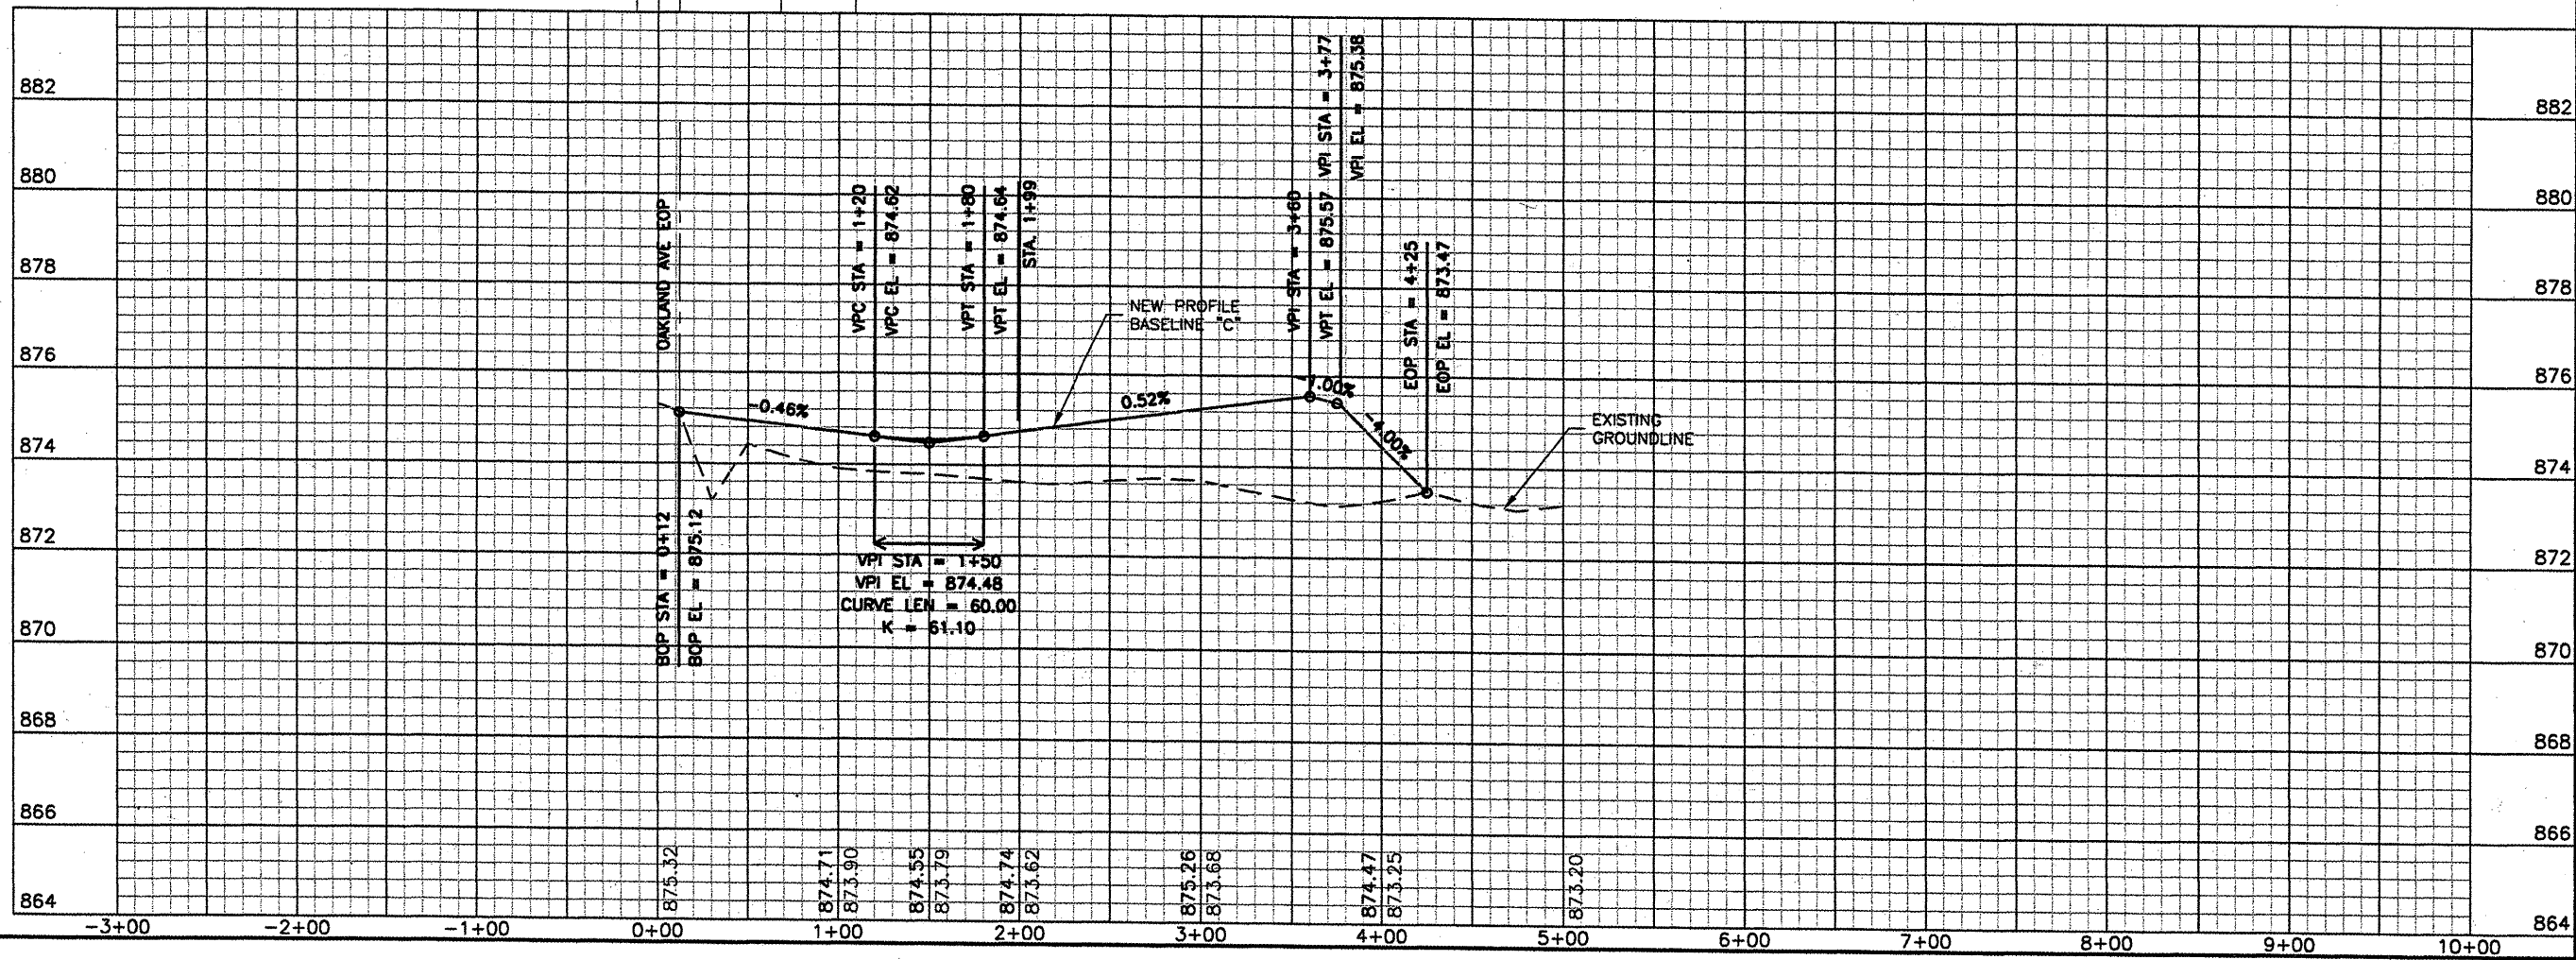 882
880
878
876
874
872
870
868
866
864
882
880
878
876
874
872
870
868
866
864
OAKLAND AVE EOP
BOP STA = 0+12
BOP EL = 875.12
-0.46%
VPC STA = 1+20
VPC EL = 874.62
VPT STA = 1+80
VPT EL = 874.64
STA. 1+99
VPI STA = 1+50
VPI EL = 874.48
CURVE LEN = 60.00
K = 61.10
NEW PROFILE
BASELINE "C"
0.52%
VPI STA = 3+60
VPT EL = 875.57
VPI STA = 3+77
VPI EL = 875.38
-1.00%
-4.00%
EOP STA = 4+25
EOP EL = 873.47
EXISTING
GROUNDLINE
875.32
874.71
873.90
874.55
873.79
874.74
873.62
875.26
873.68
874.47
873.25
873.20
-3+00
-2+00
-1+00
0+00
1+00
2+00
3+00
4+00
5+00
6+00
7+00
8+00
9+00
10+00